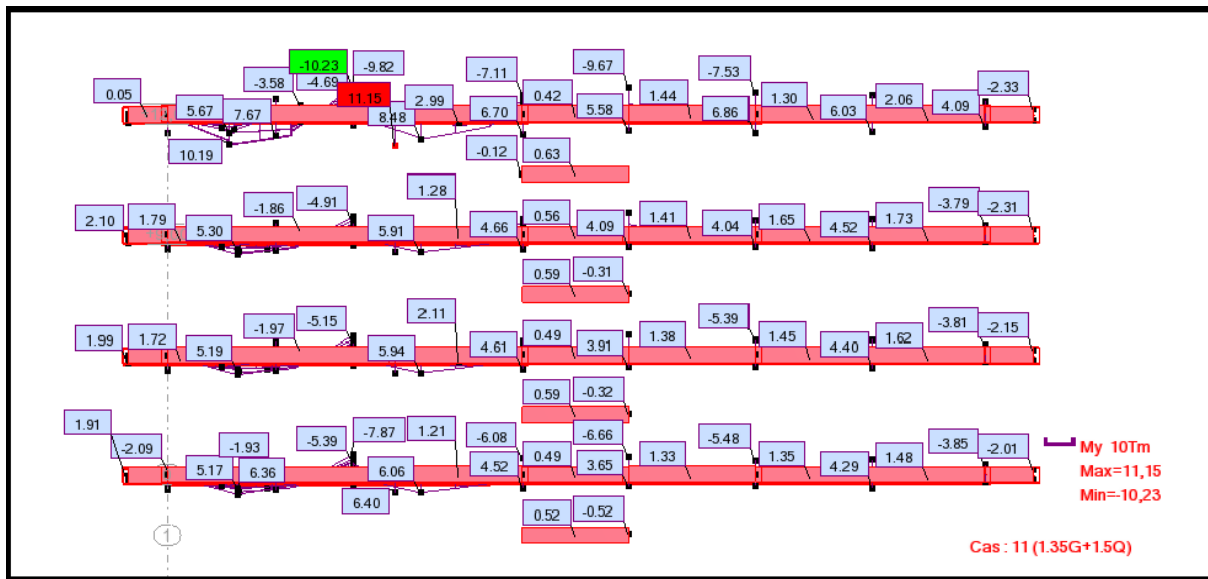 -10.23 -9.82
-3.58 -4.69 -7.11 -9.67 -7.53 -2.33
0.05 11.15 2.99 0.42 1.44 1.30 2.06
5.67 7.67 8.48 6.70 5.58 6.86 6.03 4.09
10.19 -0.12 0.63
1.28
-1.86 -4.91 -3.79 -2.31
2.10 1.79 0.56 1.41 1.65 1.73
5.30 5.91 4.66 4.09 4.04 4.52
0.59 -0.31
2.11
-1.97 -5.15 -5.39 -3.81 -2.15
1.99 1.72 0.49 1.38 1.45 1.62
5.19 5.94 4.61 3.91 4.40
0.59 -0.32
1.91 -7.87 1.21
-2.09 -1.93 -5.39 -6.08 -6.66 -5.48 -3.85 -2.01
0.49 1.33 1.35 1.48
5.17 6.36 6.06 4.52 3.65 4.29
6.40
0.52 -0.52
1
My 10Tm
Max=11,15
Min=-10,23
Cas : 11 (1.35G+1.5Q)